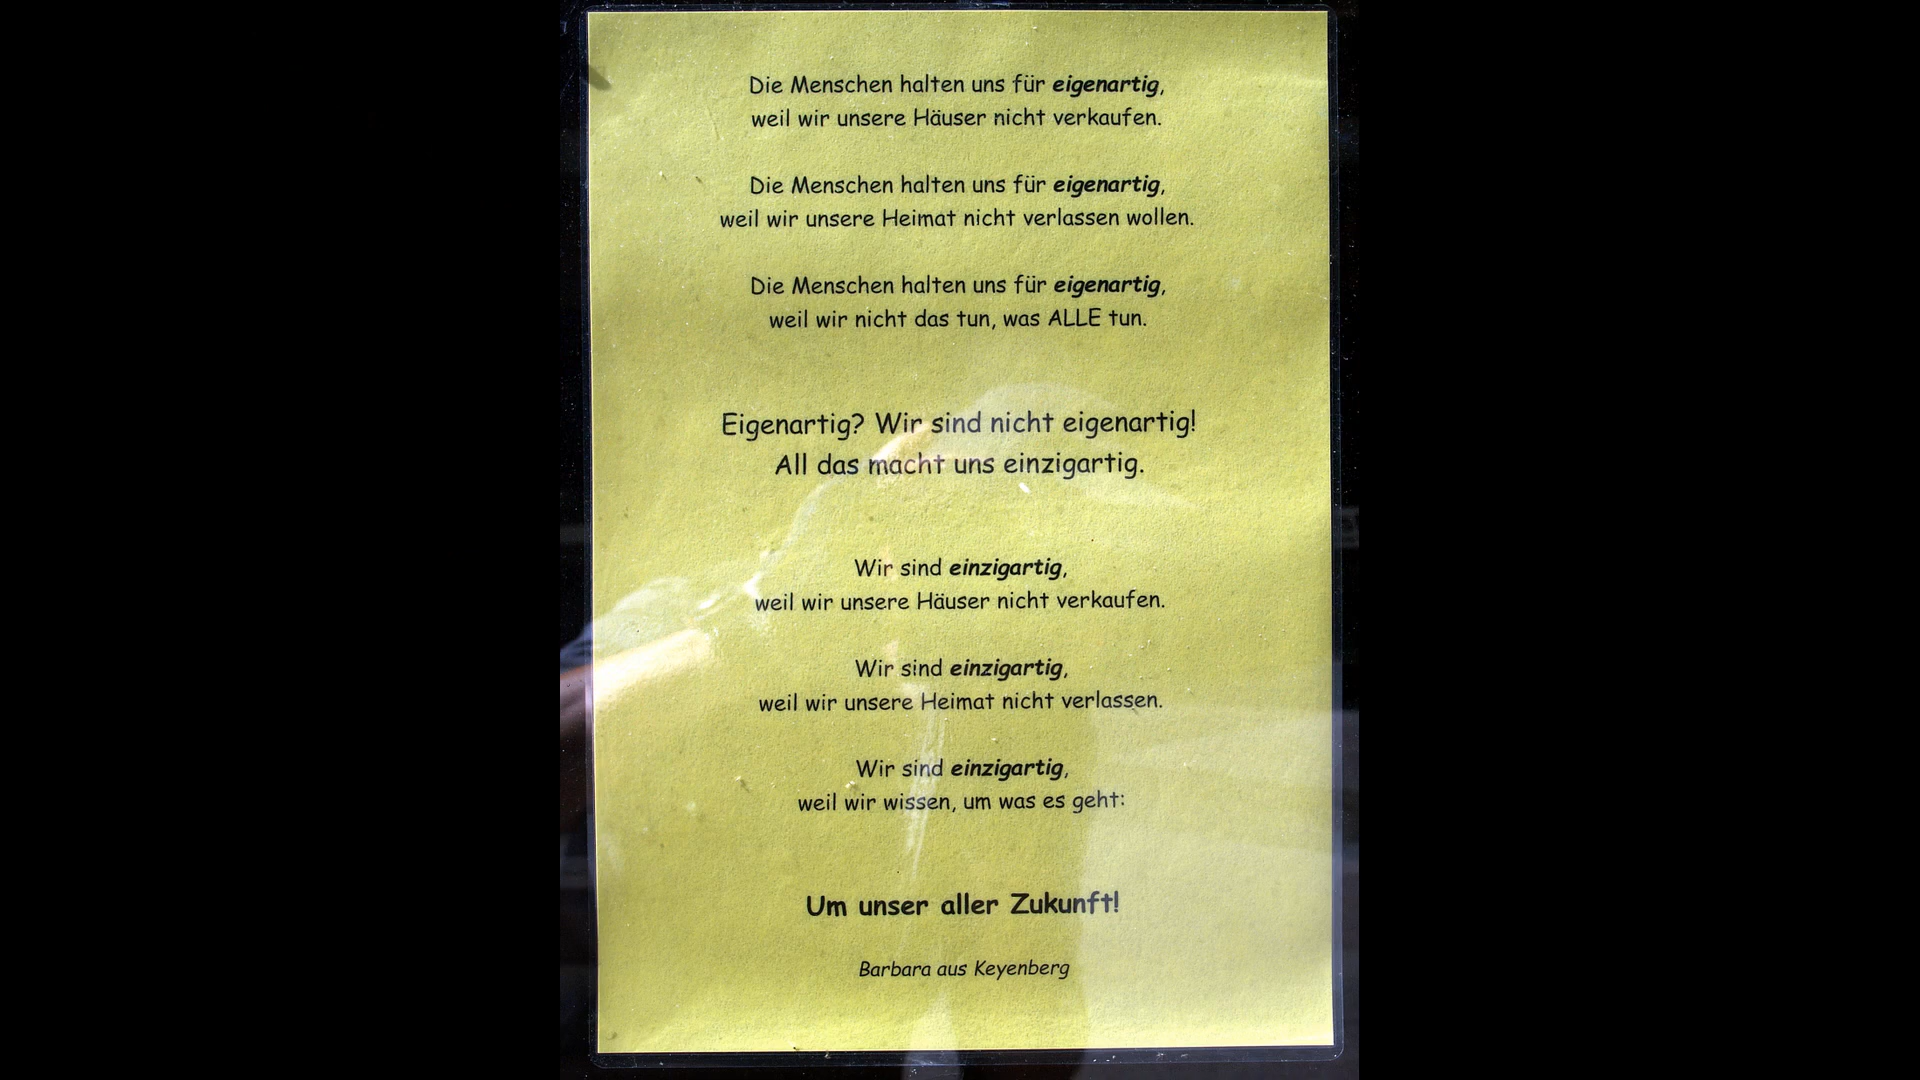 Die Menschen halten uns für eigenartig,
weil wir unsere Häuser nicht verkaufen.
Die Menschen halten uns für eigenartig,
weil wir unsere Heimat nicht verlassen wollen.
Die Menschen halten uns für eigenartig,
weil wir nicht das tun, was ALLE tun.
Eigenartig? Wir sind nicht eigenartig!
All das macht uns einzigartig.
Wir sind einzigartig,
weil wir unsere Häuser nicht verkaufen.
Wir sind einzigartig,
weil wir unsere Heimat nicht verlassen.
Wir sind einzigartig,
weil wir wissen, um was es geht:
Um unser aller Zukunft!
Barbara aus Keyenberg